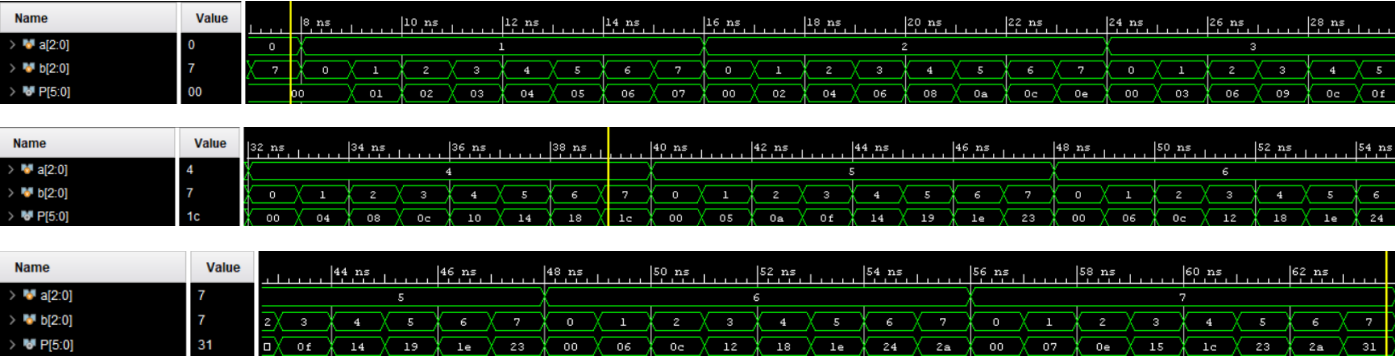 Name Value 8 ns 10 ns 12 ns 14 ns 16 ns 18 ns 20 ns 22 ns 24 ns 26 ns 28 ns
a[2:0] 0 0 1 2 3
b[2:0] 7 7 0 1 2 3 4 5 6 7 0 1 2 3 4 5 6 7 0 1 2 3 4 5
P[5:0] 00 00 01 02 03 04 05 06 07 00 02 04 06 08 0a 0c 0e 00 03 06 09 0c 0f
Name Value 32 ns 34 ns 36 ns 38 ns 40 ns 42 ns 44 ns 46 ns 48 ns 50 ns 52 ns 54 ns
a[2:0] 4 4 5 6
b[2:0] 7 0 1 2 3 4 5 6 7 0 1 2 3 4 5 6 7 0 1 2 3 4 5 6
P[5:0] 1c 00 04 08 0c 10 14 18 1c 00 05 0a 0f 14 19 1e 23 00 06 0c 12 18 1e 24
Name Value 44 ns 46 ns 48 ns 50 ns 52 ns 54 ns 56 ns 58 ns 60 ns 62 ns
a[2:0] 7 5 6 7
b[2:0] 7 2 3 4 5 6 7 0 1 2 3 4 5 6 7 0 1 2 3 4 5 6 7
P[5:0] 31 0f 14 19 1e 23 00 06 0c 12 18 1e 24 2a 00 07 0e 15 1c 23 2a 31